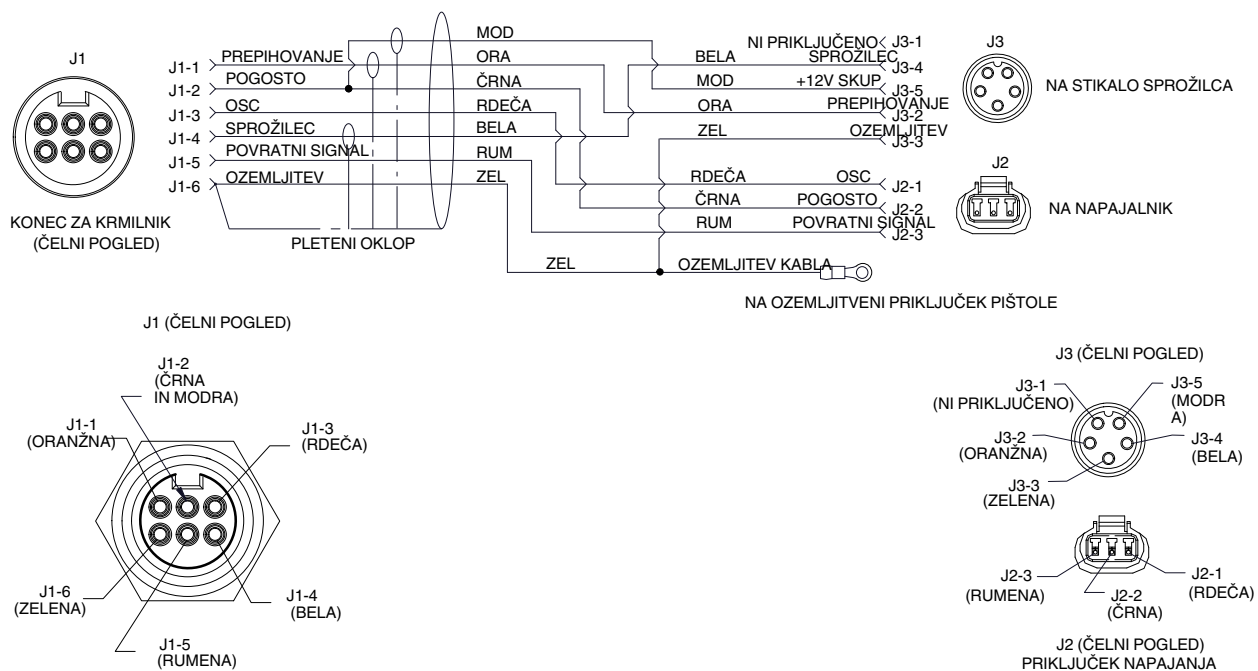 J1
J1-1
J1-2
J1-3
J1-4
J1-5
J1-6
PREPIHOVANJE
POGOSTO
OSC
SPROŽILEC
POVRATNI SIGNAL
OZEMLJITEV
KONEC ZA KRMILNIK
(ČELNI POGLED)
PLETENI OKLOP
MOD
ORA
ČRNA
RDEČA
BELA
RUM
ZEL
NI PRIKLJUČENO J3-1
BELA SPROŽILEC J3-4
MOD +12V SKUP J3-5
ORA PREPIHOVANJE J3-2
ZEL OZEMLJITEV J3-3
RDEČA OSC J2-1
ČRNA POGOSTO J2-2
RUM POVRATNI SIGNAL J2-3
ZEL OZEMLJITEV KABLA
J3
NA STIKALO SPROŽILCA
J2
NA NAPAJALNIK
NA OZEMLJITVENI PRIKLJUČEK PIŠTOLE
J1 (ČELNI POGLED)
J1-2
(ČRNA
IN MODRA)
J1-1
(ORANŽNA)
J1-3
(RDEČA)
J1-6
(ZELENA)
J1-4
(BELA)
J1-5
(RUMENA)
J3 (ČELNI POGLED)
J3-1
(NI PRIKLJUČENO)
J3-5
(MODR
A)
J3-2
(ORANŽNA)
J3-4
(BELA)
J3-3
(ZELENA)
J2-3
(RUMENA)
J2-2
(ČRNA)
J2-1
(RDEČA)
J2 (ČELNI POGLED)
PRIKLJUČEK NAPAJANJA